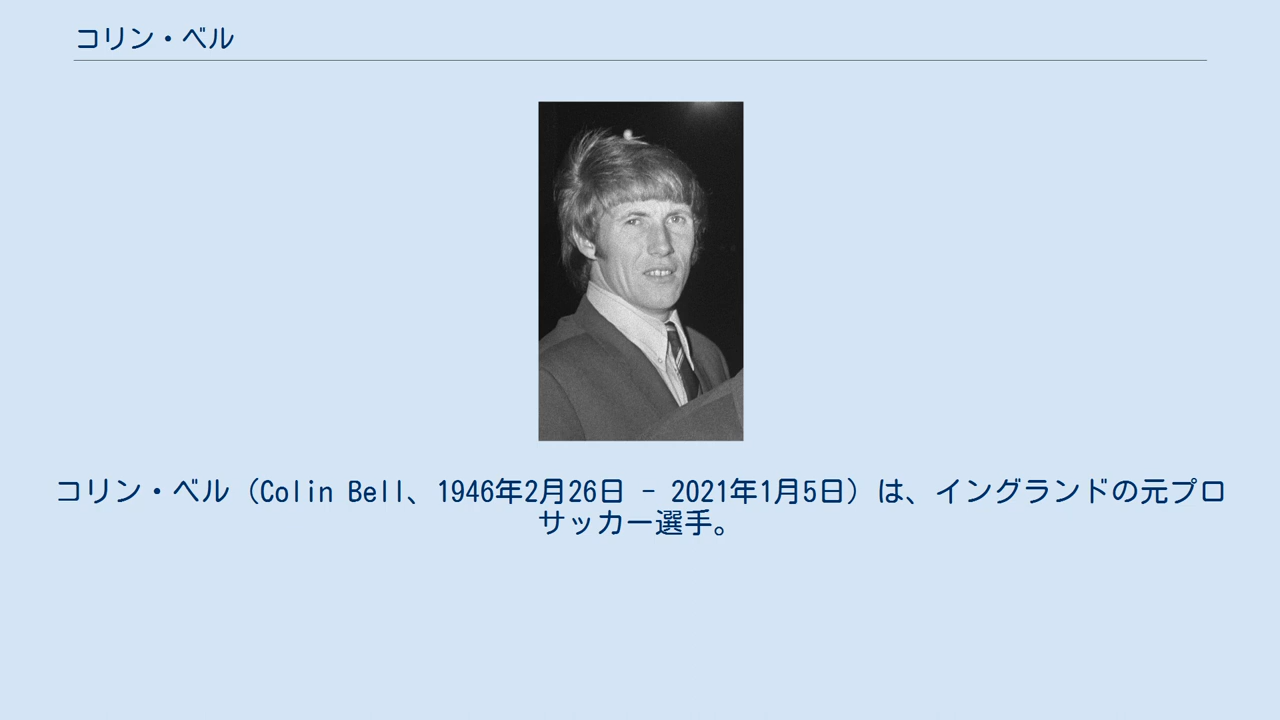 コリン・ベル
コリン・ベル（Colin Bell、1946年2月26日 - 2021年1月5日）は、イングランドの元プロ
サッカー選手。